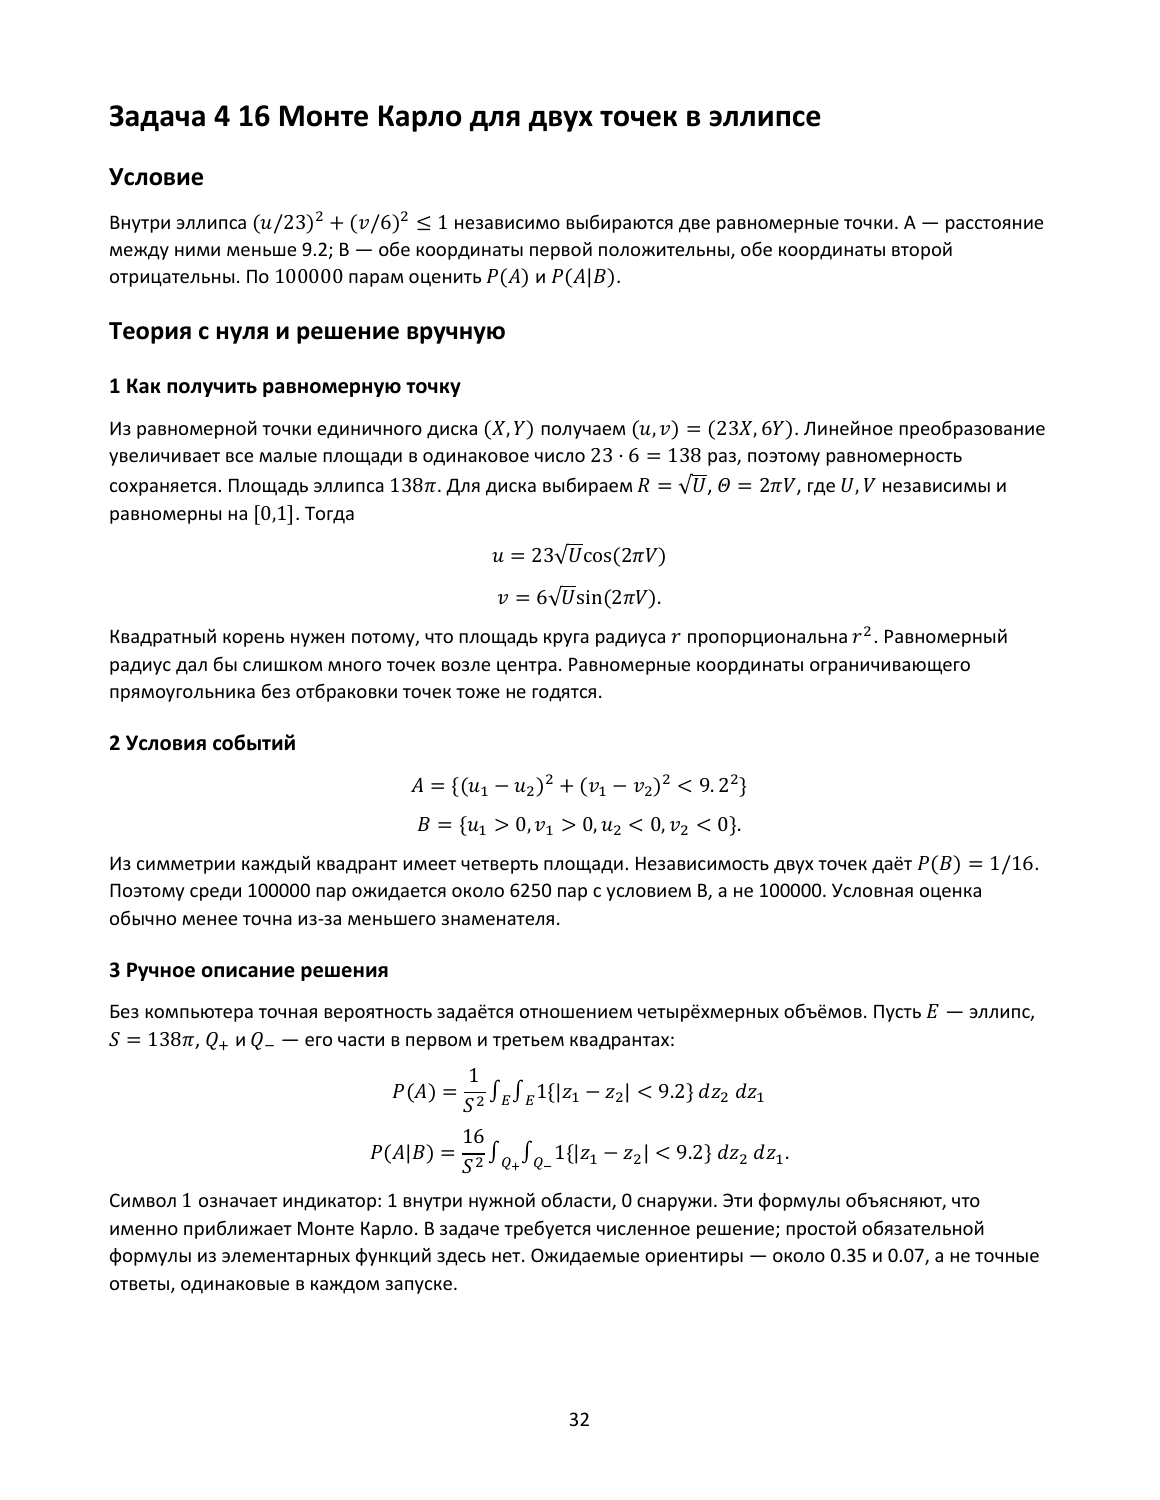 Задача 4 16 Монте Карло для двух точек в эллипсе
Условие
Внутри эллипса (u/23)² + (v/6)² ≤ 1 независимо выбираются две равномерные точки. A — расстояние
между ними меньше 9.2; B — обе координаты первой положительны, обе координаты второй
отрицательны. По 100000 парам оценить P(A) и P(A|B).
Теория с нуля и решение вручную
1 Как получить равномерную точку
Из равномерной точки единичного диска (X, Y) получаем (u, v) = (23X, 6Y). Линейное преобразование
увеличивает все малые площади в одинаковое число 23 · 6 = 138 раз, поэтому равномерность
сохраняется. Площадь эллипса 138π. Для диска выбираем R = √U, Θ = 2πV, где U, V независимы и
равномерны на [0,1]. Тогда
u = 23√Ucos(2πV)
v = 6√Usin(2πV).
Квадратный корень нужен потому, что площадь круга радиуса r пропорциональна r². Равномерный
радиус дал бы слишком много точек возле центра. Равномерные координаты ограничивающего
прямоугольника без отбраковки точек тоже не годятся.
2 Условия событий
A = {(u₁ − u₂)² + (v₁ − v₂)² < 9. 2²}
B = {u₁ > 0, v₁ > 0, u₂ < 0, v₂ < 0}.
Из симметрии каждый квадрант имеет четверть площади. Независимость двух точек даёт P(B) = 1/16.
Поэтому среди 100000 пар ожидается около 6250 пар с условием B, а не 100000. Условная оценка
обычно менее точна из-за меньшего знаменателя.
3 Ручное описание решения
Без компьютера точная вероятность задаётся отношением четырёхмерных объёмов. Пусть E — эллипс,
S = 138π, Q₊ и Q₋ — его части в первом и третьем квадрантах:
P(A) = 1/S² ∫_E ∫_E 1{|z₁ − z₂| < 9.2} dz₂ dz₁
P(A|B) = 16/S² ∫_Q₊ ∫_Q₋ 1{|z₁ − z₂| < 9.2} dz₂ dz₁.
Символ 1 означает индикатор: 1 внутри нужной области, 0 снаружи. Эти формулы объясняют, что
именно приближает Монте Карло. В задаче требуется численное решение; простой обязательной
формулы из элементарных функций здесь нет. Ожидаемые ориентиры — около 0.35 и 0.07, а не точные
ответы, одинаковые в каждом запуске.
32